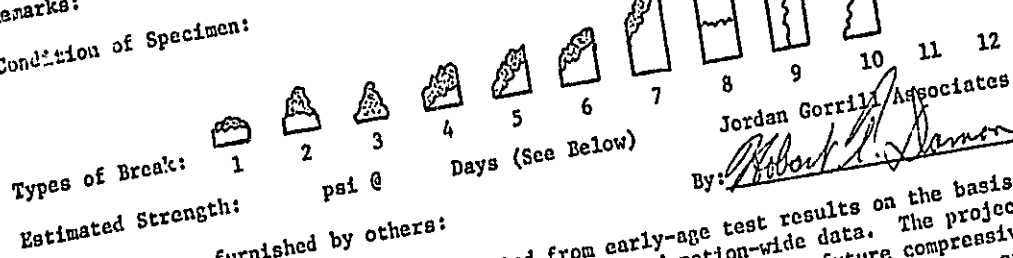 Remarks:
Condition of Specimen:
Types of Break: 1 2 3 4 5 6 7 8 9 10 11 12
Estimated Strength: psi @ Days (See Below)
Jordan Gorrill Associates
By:
furnished by others:
from early-age test results on the basis
nation-wide data. The project
future compressive